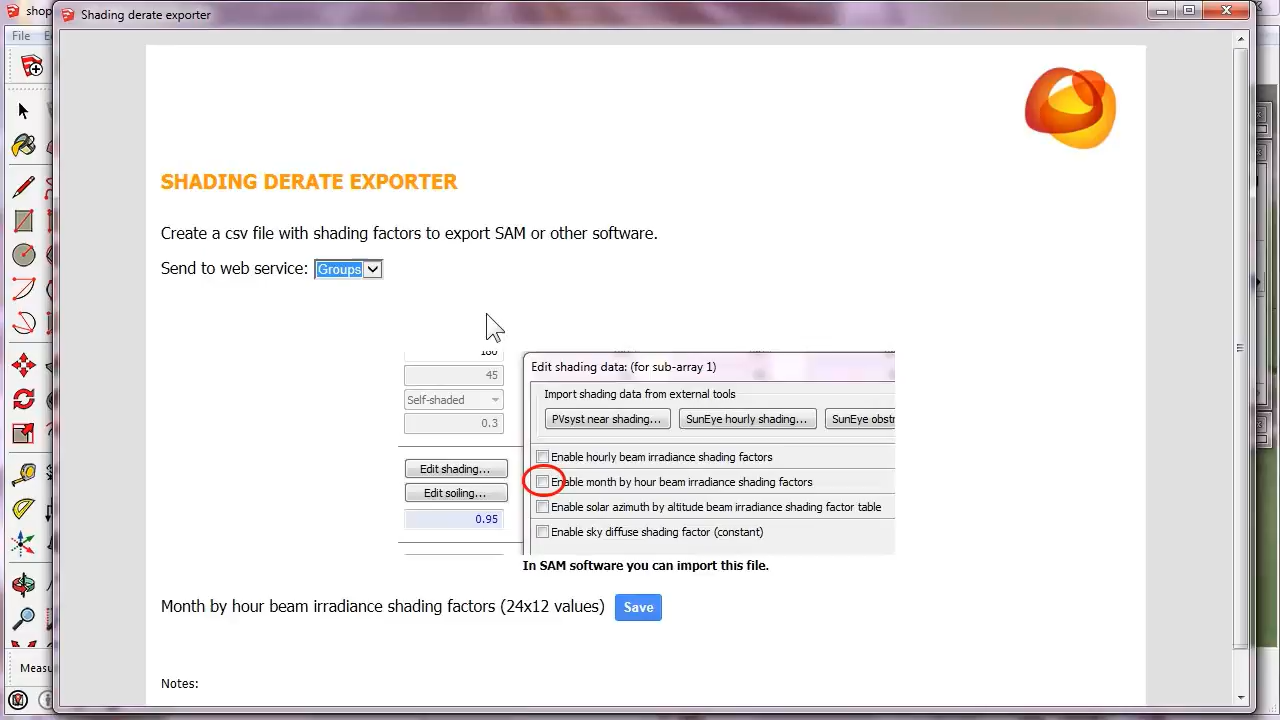 shop
Shading derate exporter
File
SHADING DERATE EXPORTER
Create a csv file with shading factors to export SAM or other software.
Send to web service: Groups
180
45
Self-shaded
0.3
Edit shading...
Edit soiling...
0.95
Edit shading data: (for sub-array 1)
Import shading data from external tools
PVsyst near shading... SunEye hourly shading... SunEye obstr
Enable hourly beam irradiance shading factors
Enable month by hour beam irradiance shading factors
Enable solar azimuth by altitude beam irradiance shading factor table
Enable sky diffuse shading factor (constant)
In SAM software you can import this file.
Month by hour beam irradiance shading factors (24x12 values) Save
Measu
Notes: